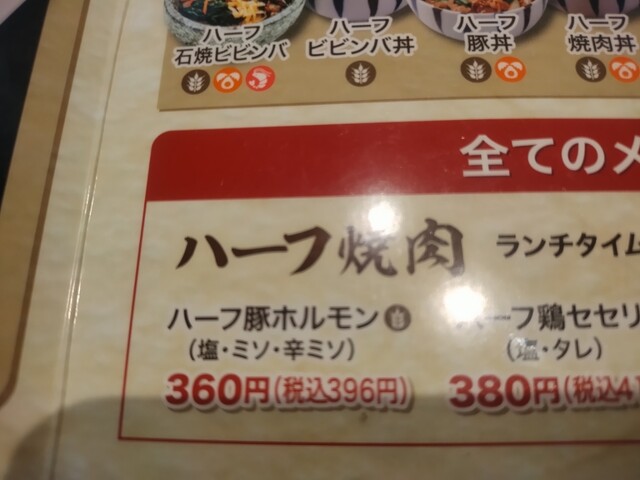 ハーフ
石焼ビビンバ
ハーフ
ビビンバ丼
ハーフ
豚丼
ハーフ
焼肉丼
全てのメ
ハーフ焼肉 ランチタイム
ハーフ豚ホルモン
(塩・ミソ・辛ミソ)
360円(税込396円)
ハーフ鶏セセリ
(塩・タレ)
380円(税込4